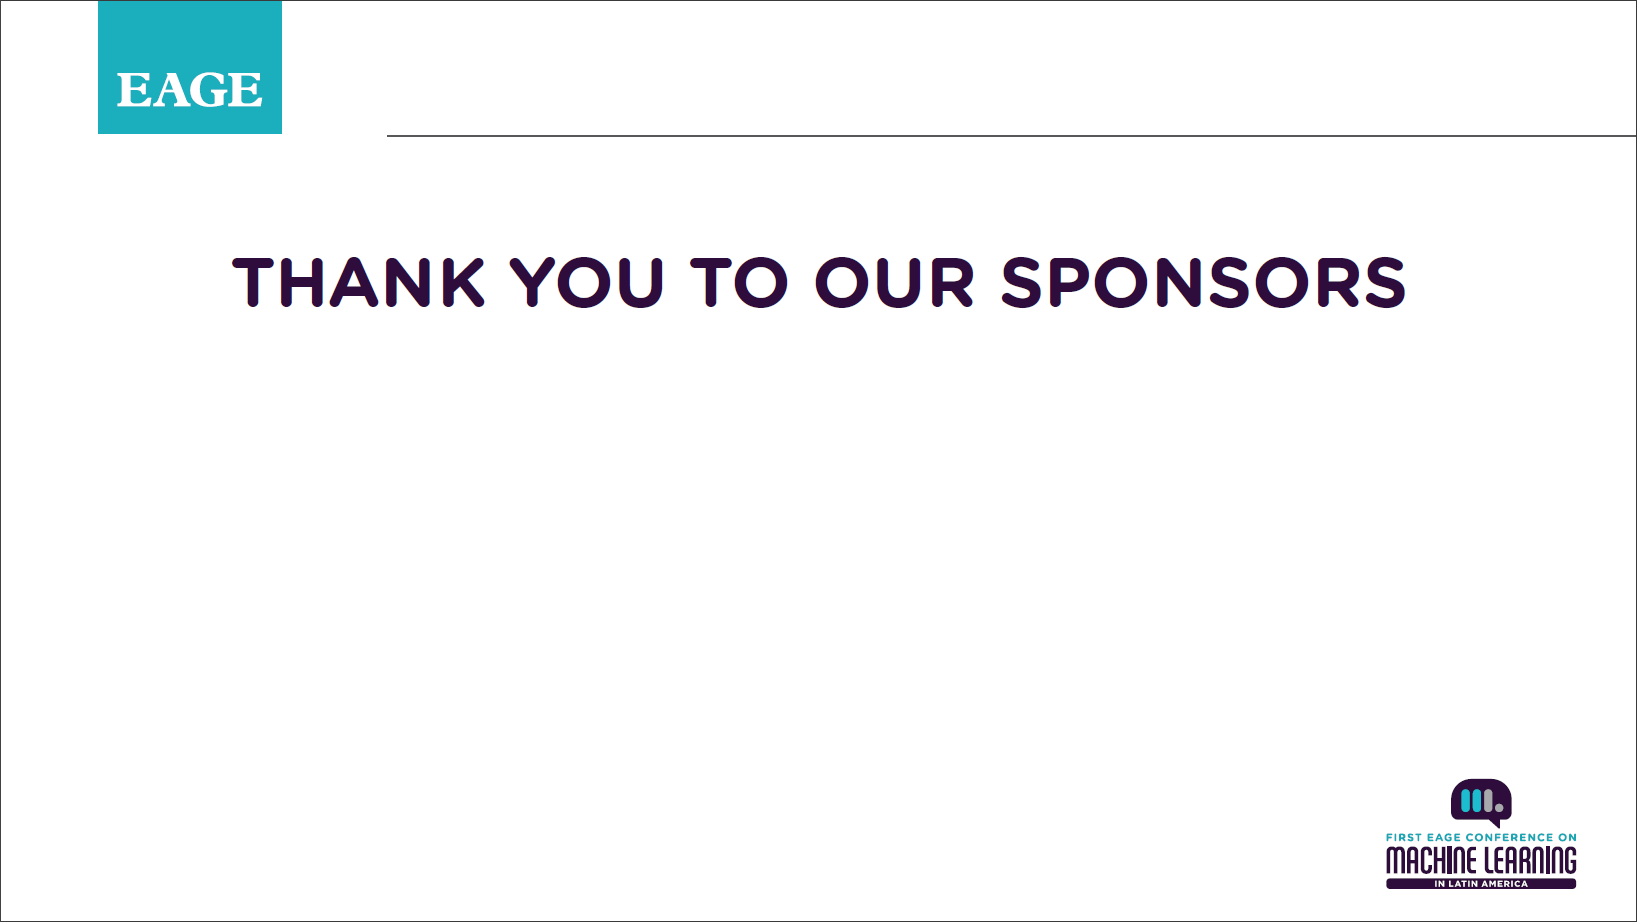 EAGE
THANK YOU TO OUR SPONSORS
m.
FIRST EAGE CONFERENCE ON
MACHINE LEARNING
IN LATIN AMERICA